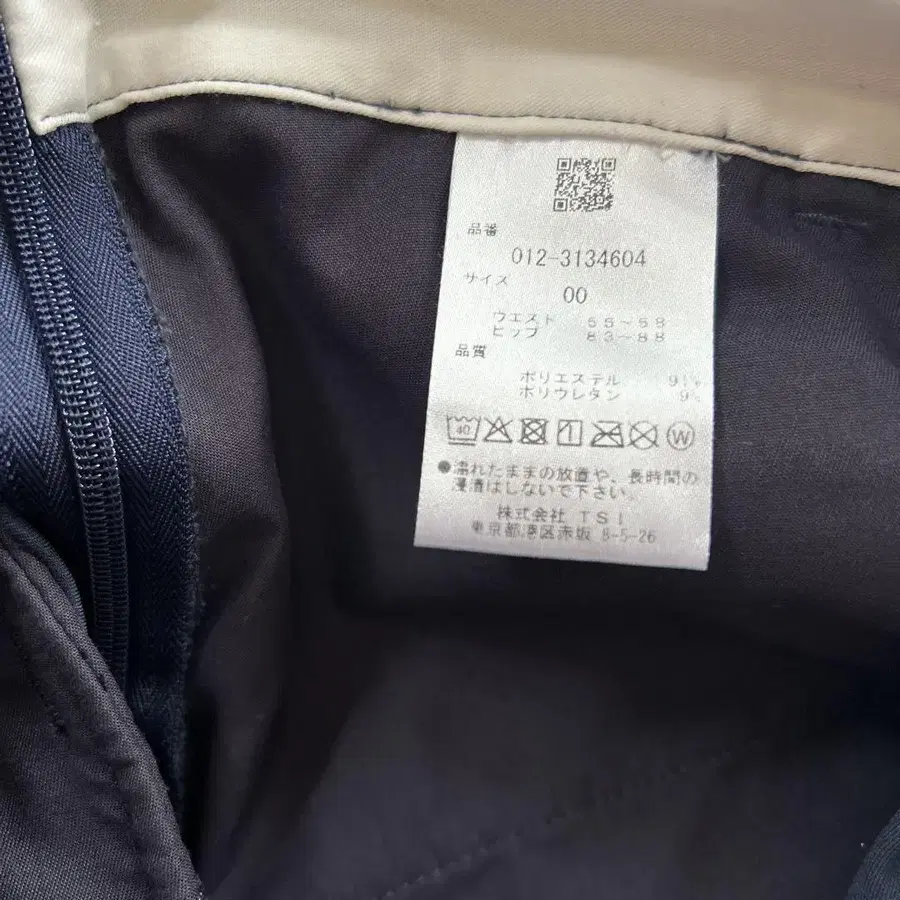 品番
012-3134604
サイズ
00
ウエスト 55～58
ヒップ 83～88
品質
ポリエステル 91%
ポリウレタン 9%
40 W
●濡れたままの放置や、長時間の
浸漬はしないで下さい。
株式会社 TSI
東京都港区赤坂 8-5-26